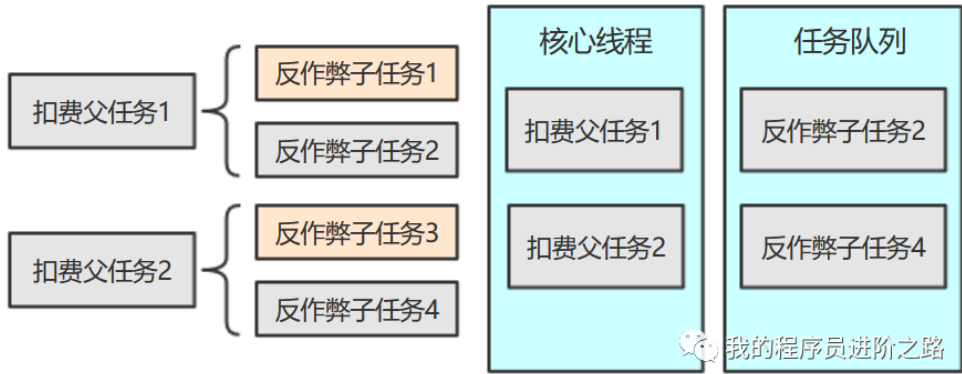 扣费父任务1
反作弊子任务1
反作弊子任务2
扣费父任务2
反作弊子任务3
反作弊子任务4
核心线程
扣费父任务1
扣费父任务2
任务队列
反作弊子任务2
反作弊子任务4
我的程序员进阶之路